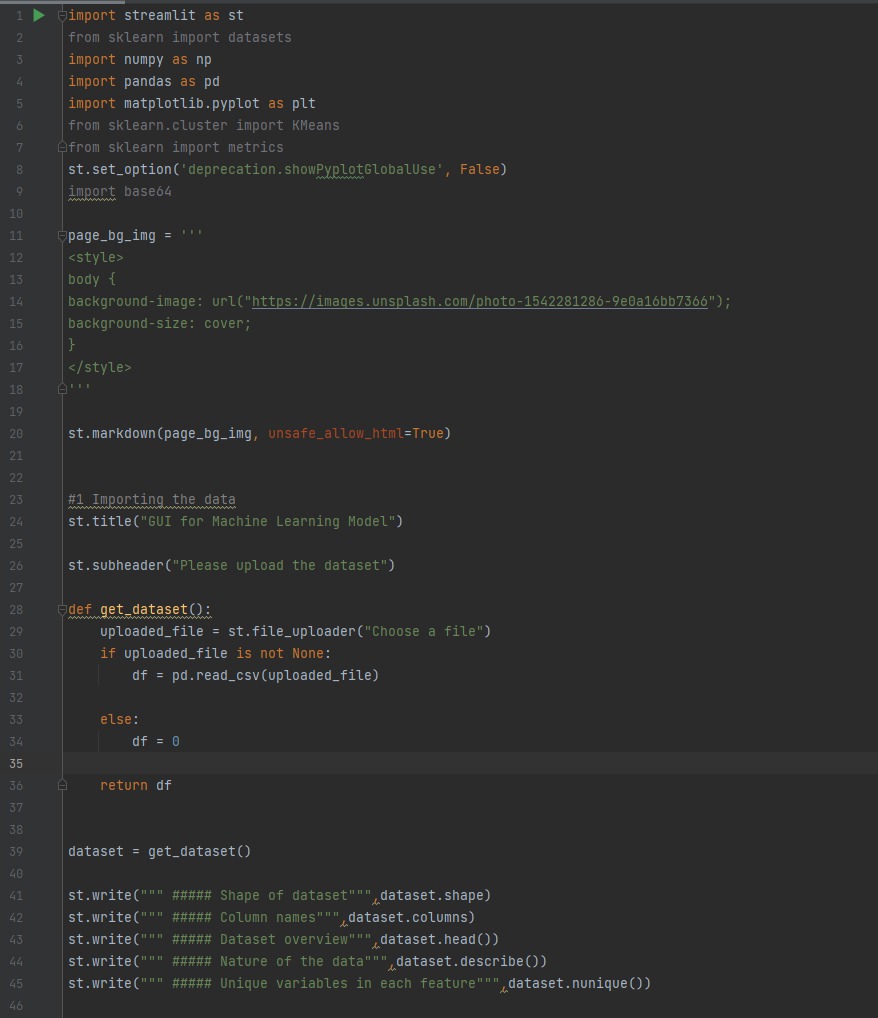 1 import streamlit as st
2 from sklearn import datasets
3 import numpy as np
4 import pandas as pd
5 import matplotlib.pyplot as plt
6 from sklearn.cluster import KMeans
7 from sklearn import metrics
8 st.set_option('deprecation.showPyplotGlobalUse', False)
9 import base64
10
11 page_bg_img = '''
12 <style>
13 body {
14 background-image: url("https://images.unsplash.com/photo-1542281286-9e0a16bb7366");
15 background-size: cover;
16 }
17 </style>
18 '''
19
20 st.markdown(page_bg_img, unsafe_allow_html=True)
21
22
23 #1 Importing the data
24 st.title("GUI for Machine Learning Model")
25
26 st.subheader("Please upload the dataset")
27
28 def get_dataset():
29     uploaded_file = st.file_uploader("Choose a file")
30     if uploaded_file is not None:
31         df = pd.read_csv(uploaded_file)
32
33     else:
34         df = 0
35
36     return df
37
38
39 dataset = get_dataset()
40
41 st.write(""" ##### Shape of dataset""",dataset.shape)
42 st.write(""" ##### Column names""",dataset.columns)
43 st.write(""" ##### Dataset overview""",dataset.head())
44 st.write(""" ##### Nature of the data""",dataset.describe())
45 st.write(""" ##### Unique variables in each feature""",dataset.nunique())
46